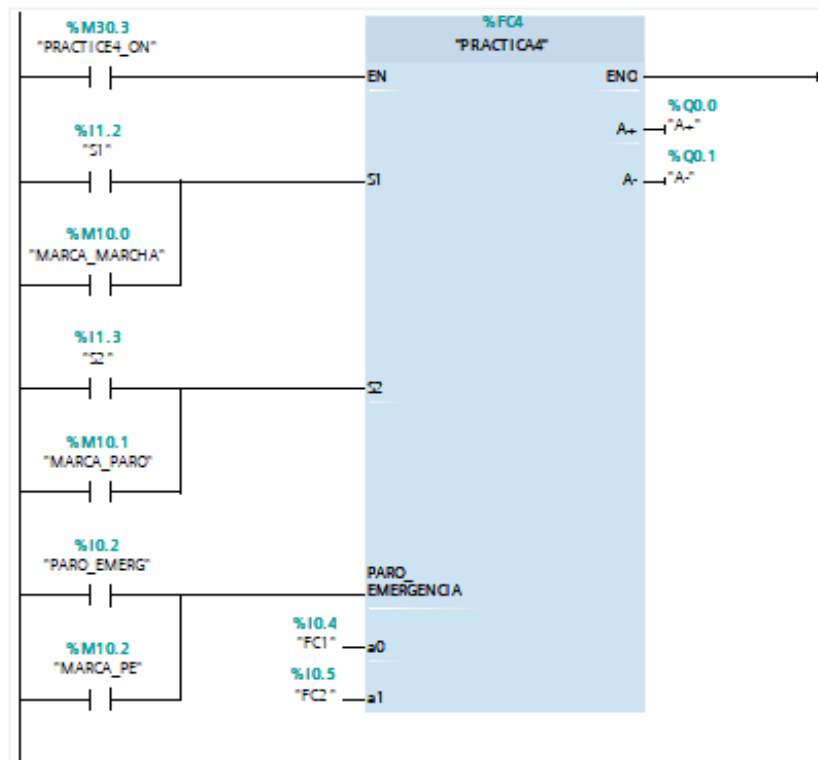 %M30.3
"PRACTICE4_ON"
%FC4
"PRACTICA4"
EN
ENO
%Q0.0
A+
"A+"
%I1.2
"S1"
S1
%Q0.1
A-
"A-"
%M10.0
"MARCA_MARCHA"
%I1.3
"S2"
S2
%M10.1
"MARCA_PARO"
%I0.2
"PARO_EMERG"
PARO_
EMERGENCIA
%M10.2
"MARCA_PE"
%I0.4
"FC1"
a0
%I0.5
"FC2"
a1